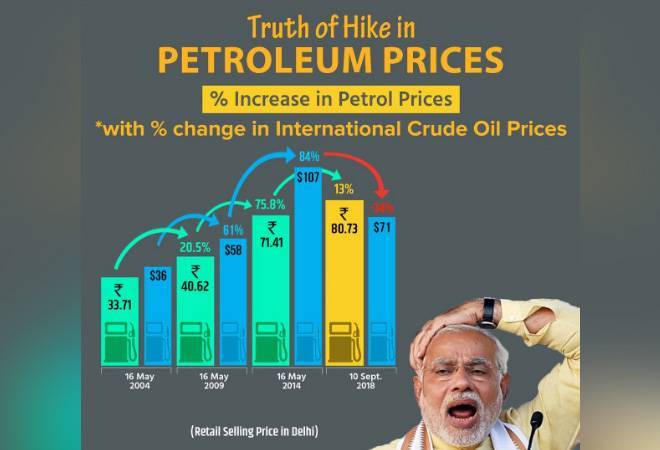 Truth of Hike in
PETROLEUM PRICES
% Increase in Petrol Prices
*with % change in International Crude Oil Prices
84%
$107
75.8%
13%
-34%
61%
₹
71.41
₹
80.73
$71
20.5%
$58
₹
40.62
$36
₹
33.71
16 May
2004
16 May
2009
16 May
2014
10 Sept.
2018
(Retail Selling Price in Delhi)